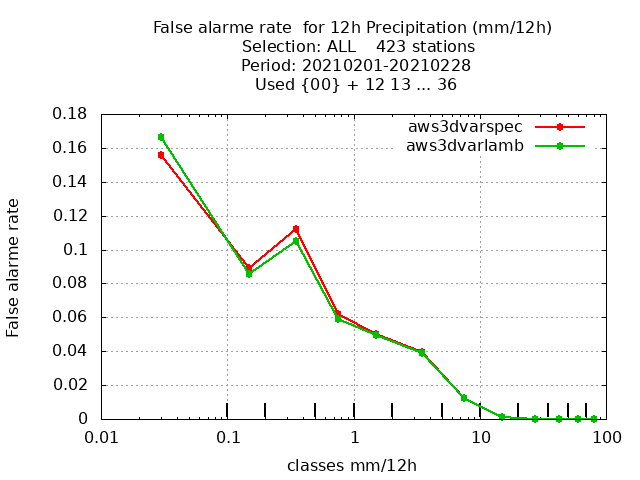 False alarme rate  for 12h Precipitation (mm/12h)
Selection: ALL    423 stations
Period: 20210201-20210228
Used {00} + 12 13 ... 36
aws3dvarspec
aws3dvarlamb
0.18
0.16
0.14
0.12
0.1
0.08
0.06
0.04
0.02
0
False alarme rate
0.01 0.1 1 10 100
classes mm/12h